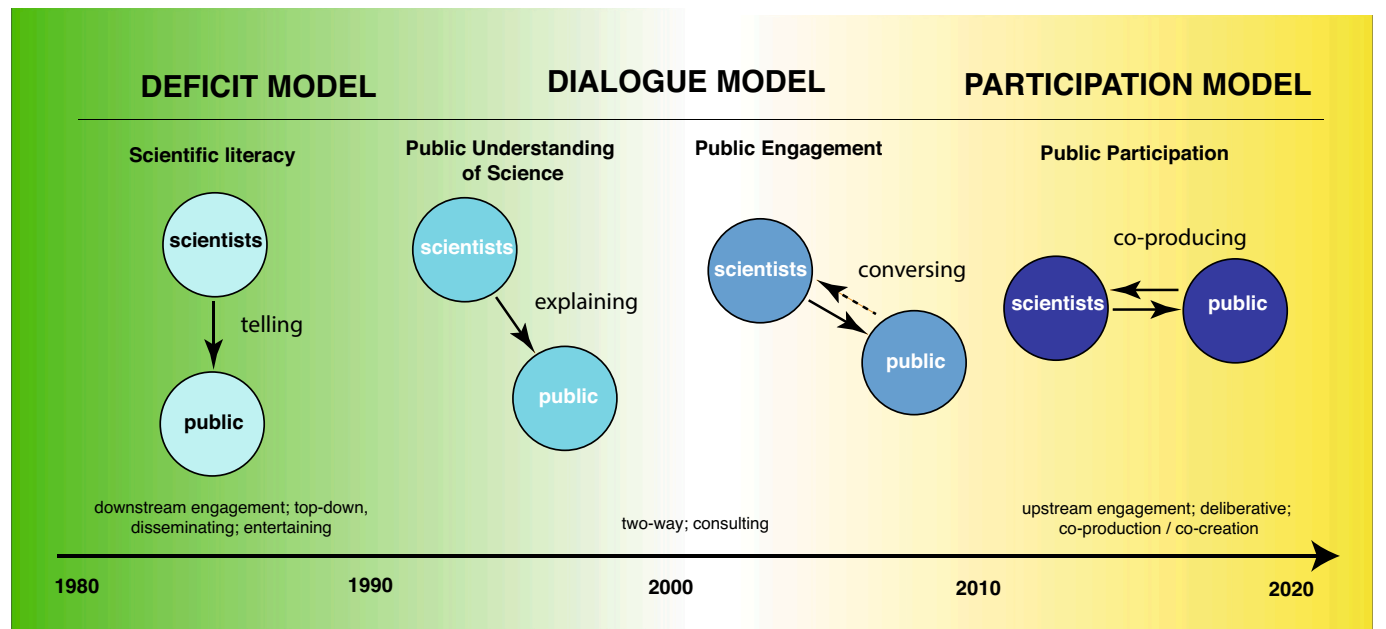 DEFICIT MODEL
DIALOGUE MODEL
PARTICIPATION MODEL
Scientific literacy
scientists
telling
public
Public Understanding
of Science
scientists
explaining
public
Public Engagement
scientists
conversing
public
Public Participation
co-producing
scientists
public
downstream engagement; top-down,
disseminating; entertaining
two-way; consulting
upstream engagement; deliberative;
co-production / co-creation
1980
1990
2000
2010
2020